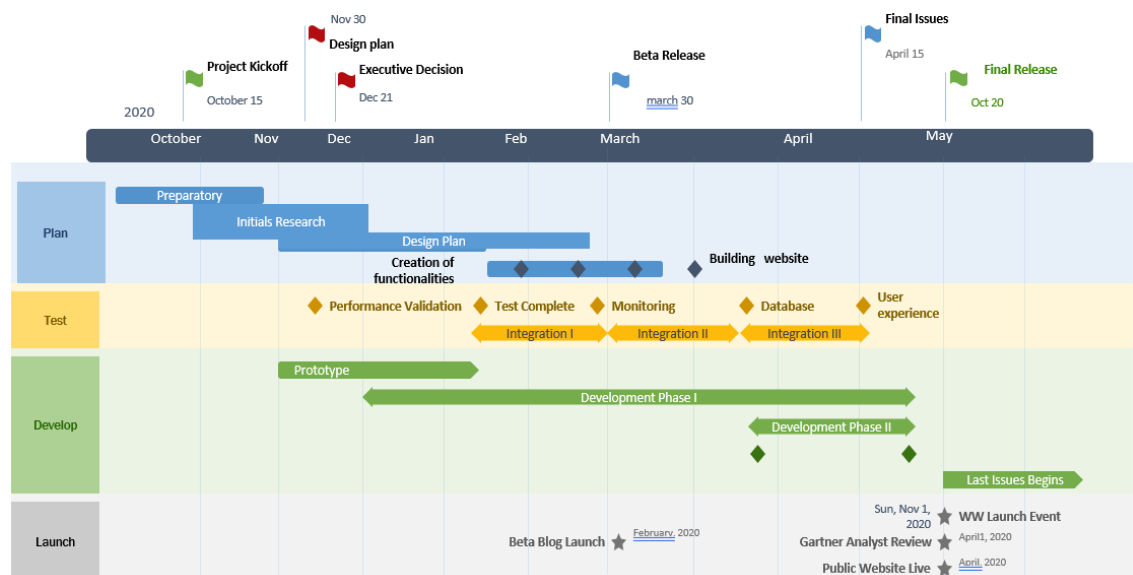 Nov 30
Design plan
Final Issues
April 15
Project Kickoff
October 15
Executive Decision
Dec 21
Beta Release
march 30
Final Release
Oct 20
2020
October Nov Dec Jan Feb March April May
Plan
Preparatory
Initials Research
Design Plan
Creation of
functionalities
Building website
Test
Performance Validation
Test Complete
Monitoring
Database
User
experience
Integration I
Integration II
Integration III
Develop
Prototype
Development Phase I
Development Phase II
Last Issues Begins
Launch
Sun, Nov 1,
2020
WW Launch Event
Beta Blog Launch
February, 2020
Gartner Analyst Review
April1, 2020
Public Website Live
April, 2020